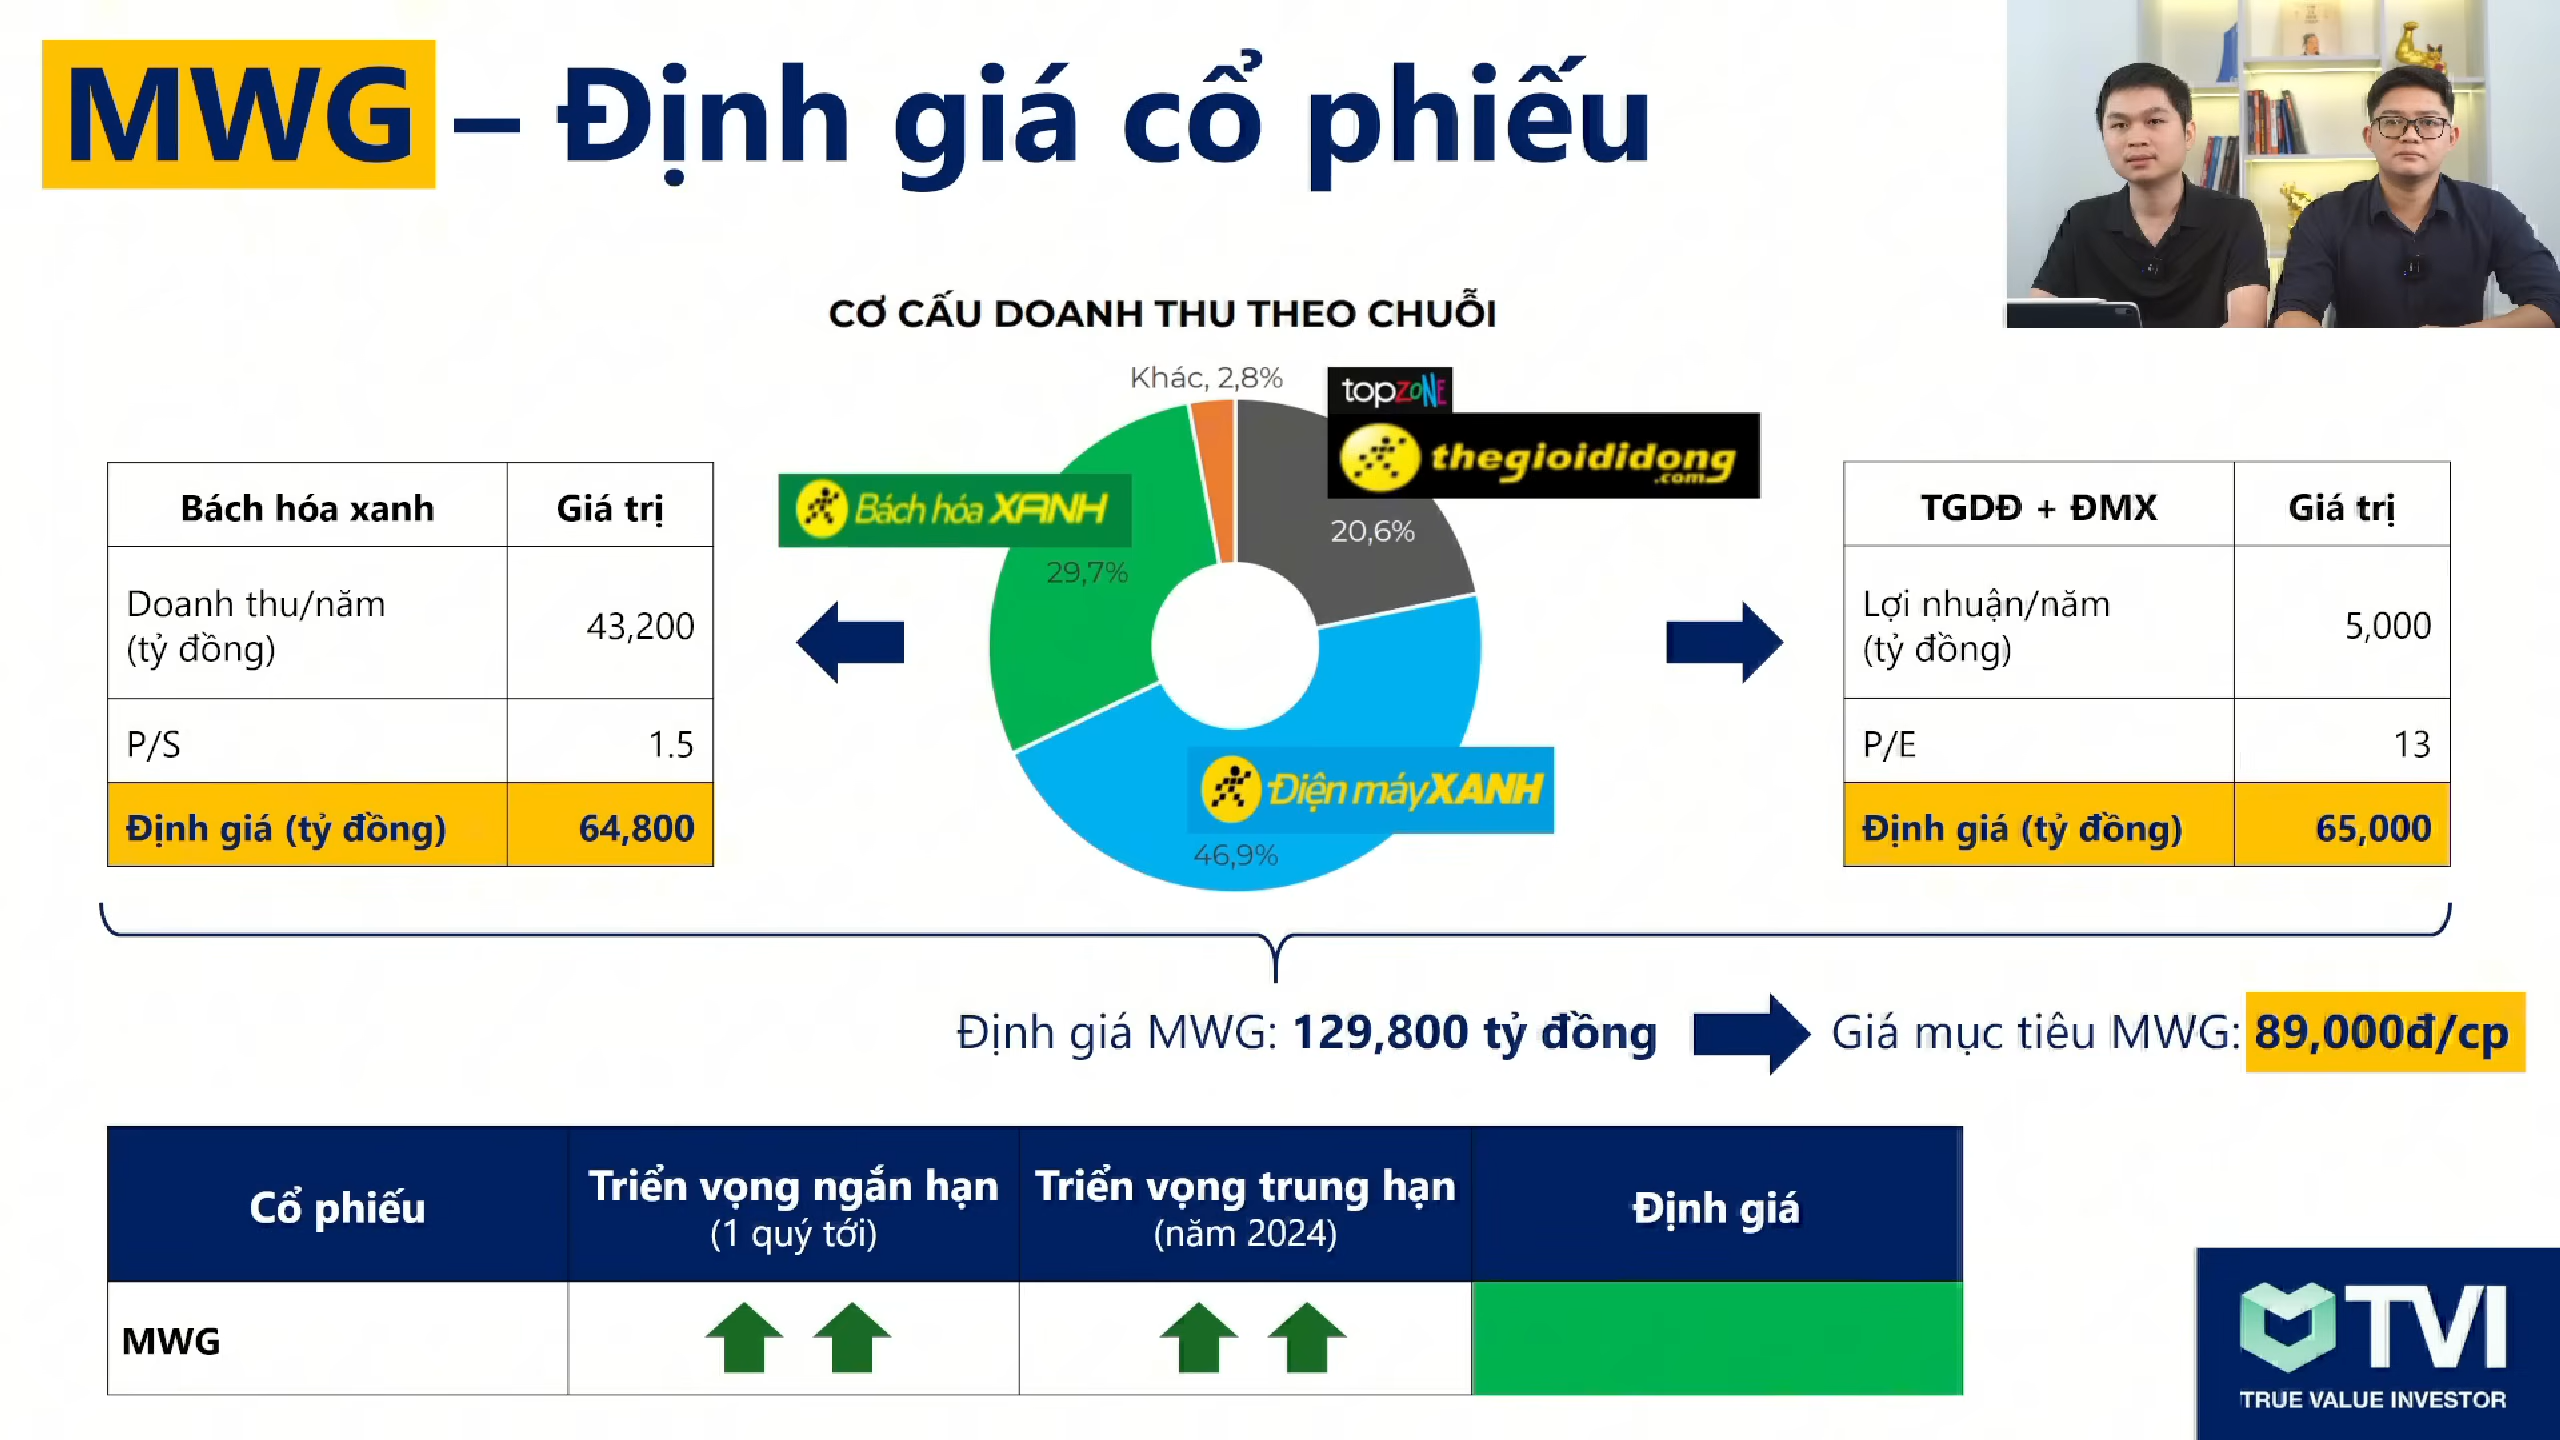 MWG – Định giá cổ phiếu
CƠ CẤU DOANH THU THEO CHUỖI
Khác, 2,8%
topzone
thegioididong
.com
20,6%
Bách hóa XANH
29,7%
Điện máy XANH
46,9%
Bách hóa xanh Giá trị
Doanh thu/năm
(tỷ đồng) 43,200
P/S 1.5
Định giá (tỷ đồng) 64,800
TGDĐ + ĐMX Giá trị
Lợi nhuận/năm
(tỷ đồng) 5,000
P/E 13
Định giá (tỷ đồng) 65,000
Định giá MWG: 129,800 tỷ đồng
Giá mục tiêu MWG: 89,000đ/cp
Cổ phiếu
Triển vọng ngắn hạn
(1 quý tới)
Triển vọng trung hạn
(năm 2024)
Định giá
MWG
TVI
TRUE VALUE INVESTOR